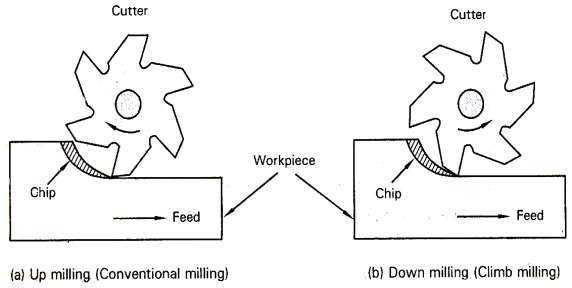 Cutter
Cutter
Workpiece
Chip
Feed
Chip
Feed
(a) Up milling (Conventional milling)
(b) Down milling (Climb milling)